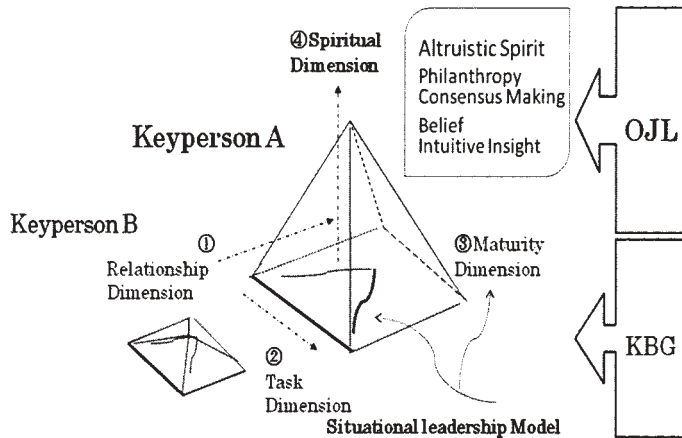 ④Spiritual
Dimension
Altruistic Spirit
Philanthropy
Consensus Making
Belief
Intuitive Insight
OJL
Keyperson A
Keyperson B
①
Relationship
Dimension
③Maturity
Dimension
②
Task
Dimension
KBG
Situational leadership Model